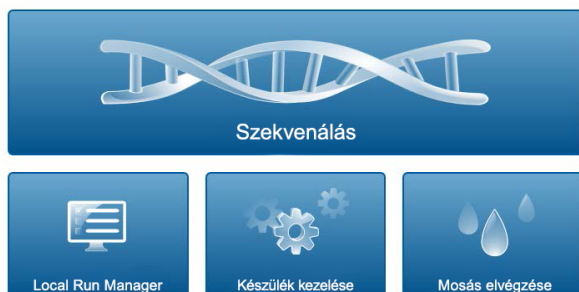 Szekvenálás
Local Run Manager
Készülék kezelése
Mosás elvégzése